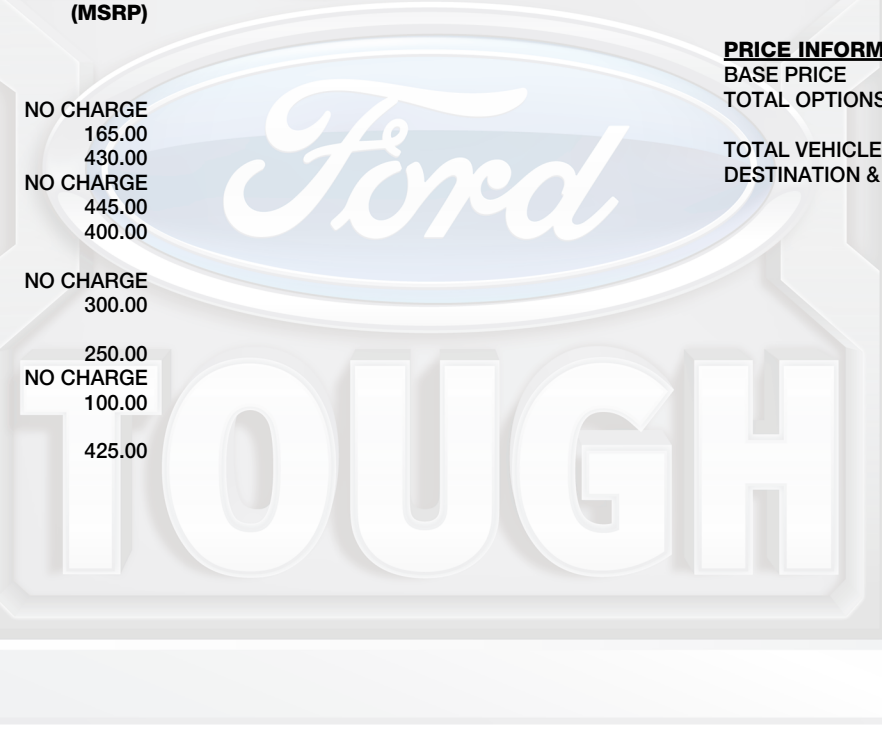 (MSRP)
NO CHARGE
165.00
430.00
NO CHARGE
445.00
400.00
NO CHARGE
300.00
250.00
NO CHARGE
100.00
425.00
PRICE INFORM
BASE PRICE
TOTAL OPTIONS
TOTAL VEHICLE
DESTINATION &
Ford
TOUGH